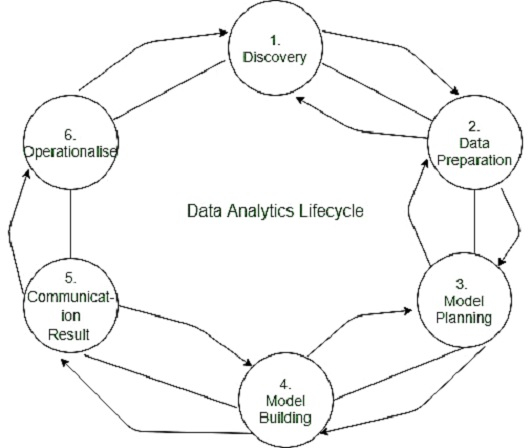 1.
Discovery
2.
Data
Preparation
3.
Model
Planning
4.
Model
Building
5.
Communicat-
ion
Result
6.
Operationalise
Data Analytics Lifecycle